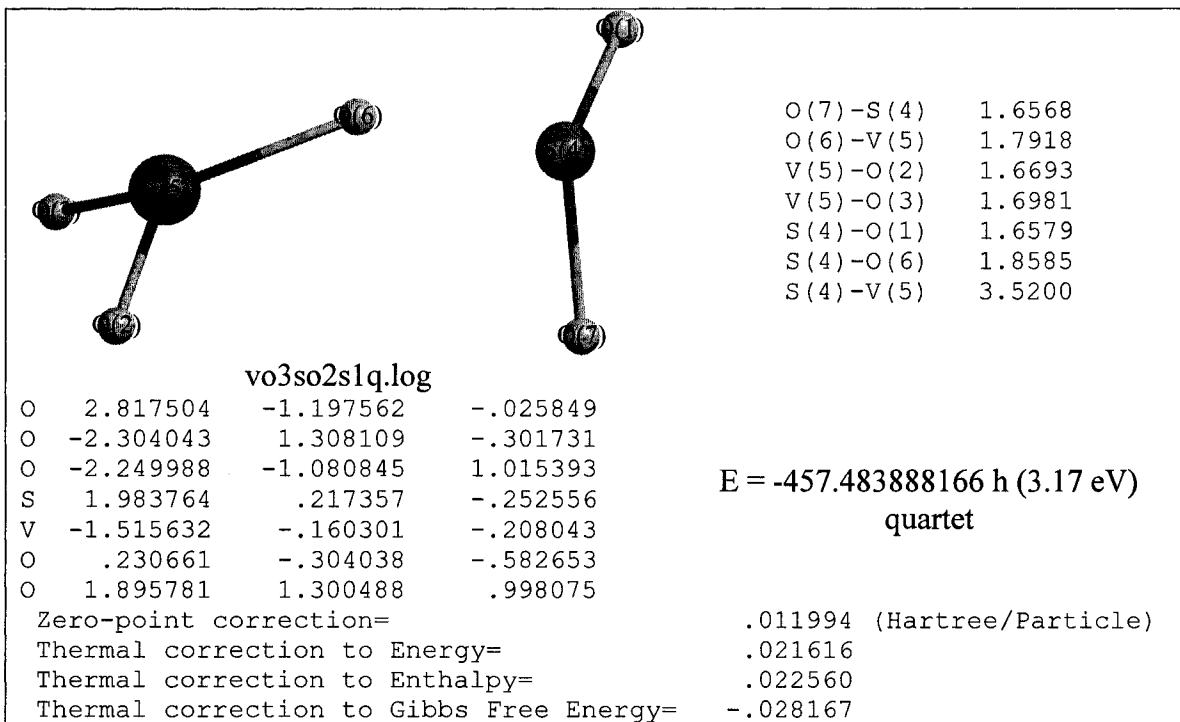 O(7)-S(4) 1.6568
O(6)-V(5) 1.7918
V(5)-O(2) 1.6693
V(5)-O(3) 1.6981
S(4)-O(1) 1.6579
S(4)-O(6) 1.8585
S(4)-V(5) 3.5200
vo3so2s1q.log
O 2.817504 -1.197562 -.025849
O -2.304043 1.308109 -.301731
O -2.249988 -1.080845 1.015393
S 1.983764 .217357 -.252556
V -1.515632 -.160301 -.208043
O .230661 -.304038 -.582653
O 1.895781 1.300488 .998075
E = -457.483888166 h (3.17 eV)
quartet
Zero-point correction= .011994 (Hartree/Particle)
Thermal correction to Energy= .021616
Thermal correction to Enthalpy= .022560
Thermal correction to Gibbs Free Energy= -.028167